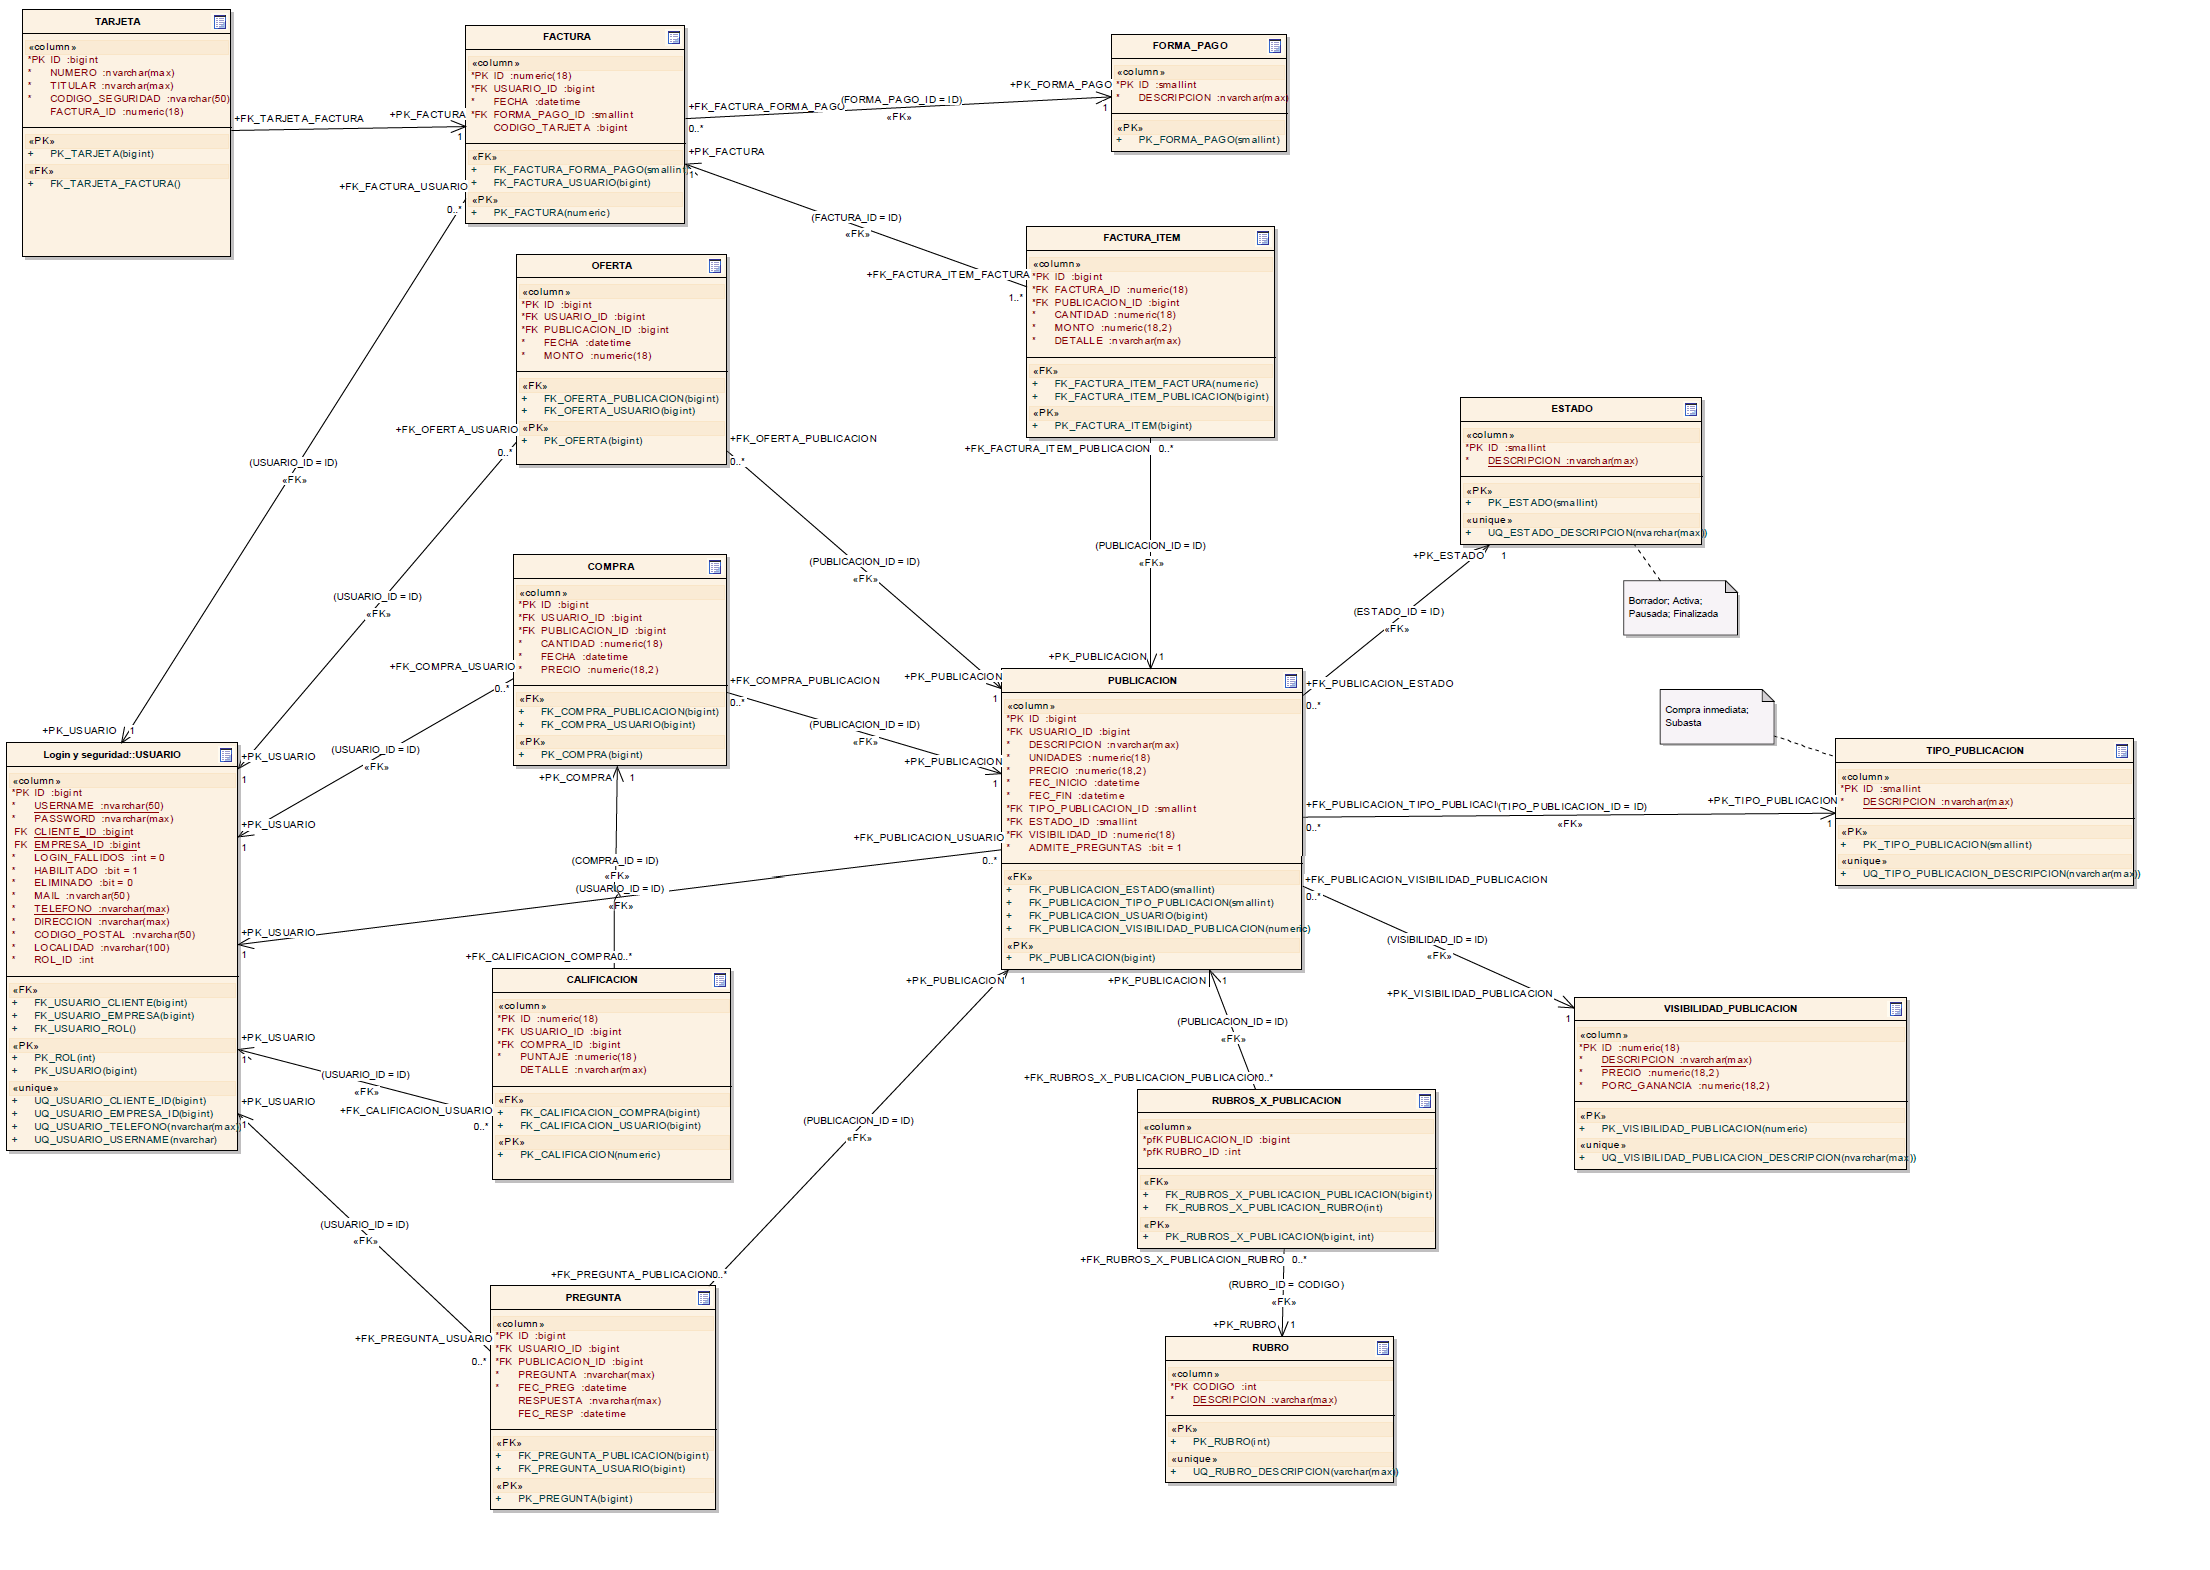 TARJETA
«column»
*PK ID :bigint
* NUMERO :nvarchar(max)
* TITULAR :nvarchar(max)
* CODIGO_SEGURIDAD :nvarchar(50)
FACTURA_ID :numeric(18)
«PK»
+ PK_TARJETA(bigint)
«FK»
+ FK_TARJETA_FACTURA()
+FK_TARJETA_FACTURA
+PK_FACTURA
1
FACTURA
«column»
*PK ID :numeric(18)
*FK USUARIO_ID :bigint
* FECHA :datetime
*FK FORMA_PAGO_ID :smallint
CODIGO_TARJETA :bigint
«FK»
+ FK_FACTURA_FORMA_PAGO(smallint)
+ FK_FACTURA_USUARIO(bigint)
«PK»
+ PK_FACTURA(numeric)
+FK_FACTURA_FORMA_PAGO
0..*
(FORMA_PAGO_ID = ID)
«FK»
+PK_FORMA_PAGO
1
FORMA_PAGO
«column»
*PK ID :smallint
* DESCRIPCION :nvarchar(max)
«PK»
+ PK_FORMA_PAGO(smallint)
+PK_FACTURA
1
(FACTURA_ID = ID)
«FK»
+FK_FACTURA_ITEM_FACTURA
1..*
+FK_FACTURA_USUARIO
0..*
(USUARIO_ID = ID)
«FK»
+PK_USUARIO
1
FACTURA_ITEM
«column»
*PK ID :bigint
*FK FACTURA_ID :numeric(18)
*FK PUBLICACION_ID :bigint
* CANTIDAD :numeric(18)
* MONTO :numeric(18,2)
* DETALLE :nvarchar(max)
«FK»
+ FK_FACTURA_ITEM_FACTURA(numeric)
+ FK_FACTURA_ITEM_PUBLICACION(bigint)
«PK»
+ PK_FACTURA_ITEM(bigint)
+FK_FACTURA_ITEM_PUBLICACION 0..*
(PUBLICACION_ID = ID)
«FK»
+PK_PUBLICACION 1
OFERTA
«column»
*PK ID :bigint
*FK USUARIO_ID :bigint
*FK PUBLICACION_ID :bigint
* FECHA :datetime
* MONTO :numeric(18)
«FK»
+ FK_OFERTA_PUBLICACION(bigint)
+ FK_OFERTA_USUARIO(bigint)
«PK»
+ PK_OFERTA(bigint)
+FK_OFERTA_USUARIO
0..*
(USUARIO_ID = ID)
«FK»
+PK_USUARIO
1
+FK_OFERTA_PUBLICACION
0..*
(PUBLICACION_ID = ID)
«FK»
+PK_PUBLICACION
1
ESTADO
«column»
*PK ID :smallint
* DESCRIPCION :nvarchar(max)
«PK»
+ PK_ESTADO(smallint)
«unique»
+ UQ_ESTADO_DESCRIPCION(nvarchar(max))
+PK_ESTADO 1
Borrador; Activa;
Pausada; Finalizada
(ESTADO_ID = ID)
«FK»
+FK_PUBLICACION_ESTADO
0..*
COMPRA
«column»
*PK ID :bigint
*FK USUARIO_ID :bigint
*FK PUBLICACION_ID :bigint
* CANTIDAD :numeric(18)
* FECHA :datetime
* PRECIO :numeric(18,2)
«FK»
+ FK_COMPRA_PUBLICACION(bigint)
+ FK_COMPRA_USUARIO(bigint)
«PK»
+ PK_COMPRA(bigint)
+FK_COMPRA_USUARIO
0..*
(USUARIO_ID = ID)
«FK»
+PK_USUARIO
1
+FK_COMPRA_PUBLICACION
0..*
(PUBLICACION_ID = ID)
«FK»
+PK_PUBLICACION
1
+PK_COMPRA 1
(COMPRA_ID = ID)
«FK»
+FK_CALIFICACION_COMPRA 0..*
PUBLICACION
«column»
*PK ID :bigint
*FK USUARIO_ID :bigint
* DESCRIPCION :nvarchar(max)
* UNIDADES :numeric(18)
* PRECIO :numeric(18,2)
* FEC_INICIO :datetime
* FEC_FIN :datetime
*FK TIPO_PUBLICACION_ID :smallint
*FK ESTADO_ID :smallint
*FK VISIBILIDAD_ID :numeric(18)
* ADMITE_PREGUNTAS :bit = 1
«FK»
+ FK_PUBLICACION_ESTADO(smallint)
+ FK_PUBLICACION_TIPO_PUBLICACION(smallint)
+ FK_PUBLICACION_USUARIO(bigint)
+ FK_PUBLICACION_VISIBILIDAD_PUBLICACION(numeric)
«PK»
+ PK_PUBLICACION(bigint)
+FK_PUBLICACION_USUARIO
0..*
(USUARIO_ID = ID)
«FK»
+PK_USUARIO
1
Compra inmediata;
Subasta
+FK_PUBLICACION_TIPO_PUBLICACI
0..*
(TIPO_PUBLICACION_ID = ID)
«FK»
+PK_TIPO_PUBLICACION
1
TIPO_PUBLICACION
«column»
*PK ID :smallint
* DESCRIPCION :nvarchar(max)
«PK»
+ PK_TIPO_PUBLICACION(smallint)
«unique»
+ UQ_TIPO_PUBLICACION_DESCRIPCION(nvarchar(max))
+FK_PUBLICACION_VISIBILIDAD_PUBLICACION
0..*
(VISIBILIDAD_ID = ID)
«FK»
+PK_VISIBILIDAD_PUBLICACION
1
VISIBILIDAD_PUBLICACION
«column»
*PK ID :numeric(18)
* DESCRIPCION :nvarchar(max)
* PRECIO :numeric(18,2)
* PORC_GANANCIA :numeric(18,2)
«PK»
+ PK_VISIBILIDAD_PUBLICACION(numeric)
«unique»
+ UQ_VISIBILIDAD_PUBLICACION_DESCRIPCION(nvarchar(max))
Login y seguridad::USUARIO
«column»
*PK ID :bigint
* USERNAME :nvarchar(50)
* PASSWORD :nvarchar(max)
FK CLIENTE_ID :bigint
FK EMPRESA_ID :bigint
* LOGIN_FALLIDOS :int = 0
* HABILITADO :bit = 1
* ELIMINADO :bit = 0
* MAIL :nvarchar(50)
* TELEFONO :nvarchar(max)
* DIRECCION :nvarchar(max)
* CODIGO_POSTAL :nvarchar(50)
* LOCALIDAD :nvarchar(100)
* ROL_ID :int
«FK»
+ FK_USUARIO_CLIENTE(bigint)
+ FK_USUARIO_EMPRESA(bigint)
+ FK_USUARIO_ROL()
«PK»
+ PK_ROL(int)
+ PK_USUARIO(bigint)
«unique»
+ UQ_USUARIO_CLIENTE_ID(bigint)
+ UQ_USUARIO_EMPRESA_ID(bigint)
+ UQ_USUARIO_TELEFONO(nvarchar(max))
+ UQ_USUARIO_USERNAME(nvarchar)
CALIFICACION
«column»
*PK ID :numeric(18)
*FK USUARIO_ID :bigint
*FK COMPRA_ID :bigint
* PUNTAJE :numeric(18)
DETALLE :nvarchar(max)
«FK»
+ FK_CALIFICACION_COMPRA(bigint)
+ FK_CALIFICACION_USUARIO(bigint)
«PK»
+ PK_CALIFICACION(numeric)
+PK_USUARIO
1
(USUARIO_ID = ID)
«FK»
+FK_CALIFICACION_USUARIO
0..*
+PK_USUARIO
1
(USUARIO_ID = ID)
«FK»
+FK_PREGUNTA_USUARIO
0..*
+PK_PUBLICACION 1
(PUBLICACION_ID = ID)
«FK»
+FK_PREGUNTA_PUBLICACION 0..*
PREGUNTA
«column»
*PK ID :bigint
*FK USUARIO_ID :bigint
*FK PUBLICACION_ID :bigint
* PREGUNTA :nvarchar(max)
* FEC_PREG :datetime
RESPUESTA :nvarchar(max)
FEC_RESP :datetime
«FK»
+ FK_PREGUNTA_PUBLICACION(bigint)
+ FK_PREGUNTA_USUARIO(bigint)
«PK»
+ PK_PREGUNTA(bigint)
+PK_PUBLICACION 1
(PUBLICACION_ID = ID)
«FK»
+FK_RUBROS_X_PUBLICACION_PUBLICACION 0..*
RUBROS_X_PUBLICACION
«column»
*pfK PUBLICACION_ID :bigint
*pfK RUBRO_ID :int
«FK»
+ FK_RUBROS_X_PUBLICACION_PUBLICACION(bigint)
+ FK_RUBROS_X_PUBLICACION_RUBRO(int)
«PK»
+ PK_RUBROS_X_PUBLICACION(bigint, int)
+FK_RUBROS_X_PUBLICACION_RUBRO 0..*
(RUBRO_ID = CODIGO)
«FK»
+PK_RUBRO 1
RUBRO
«column»
*PK CODIGO :int
* DESCRIPCION :varchar(max)
«PK»
+ PK_RUBRO(int)
«unique»
+ UQ_RUBRO_DESCRIPCION(varchar(max))